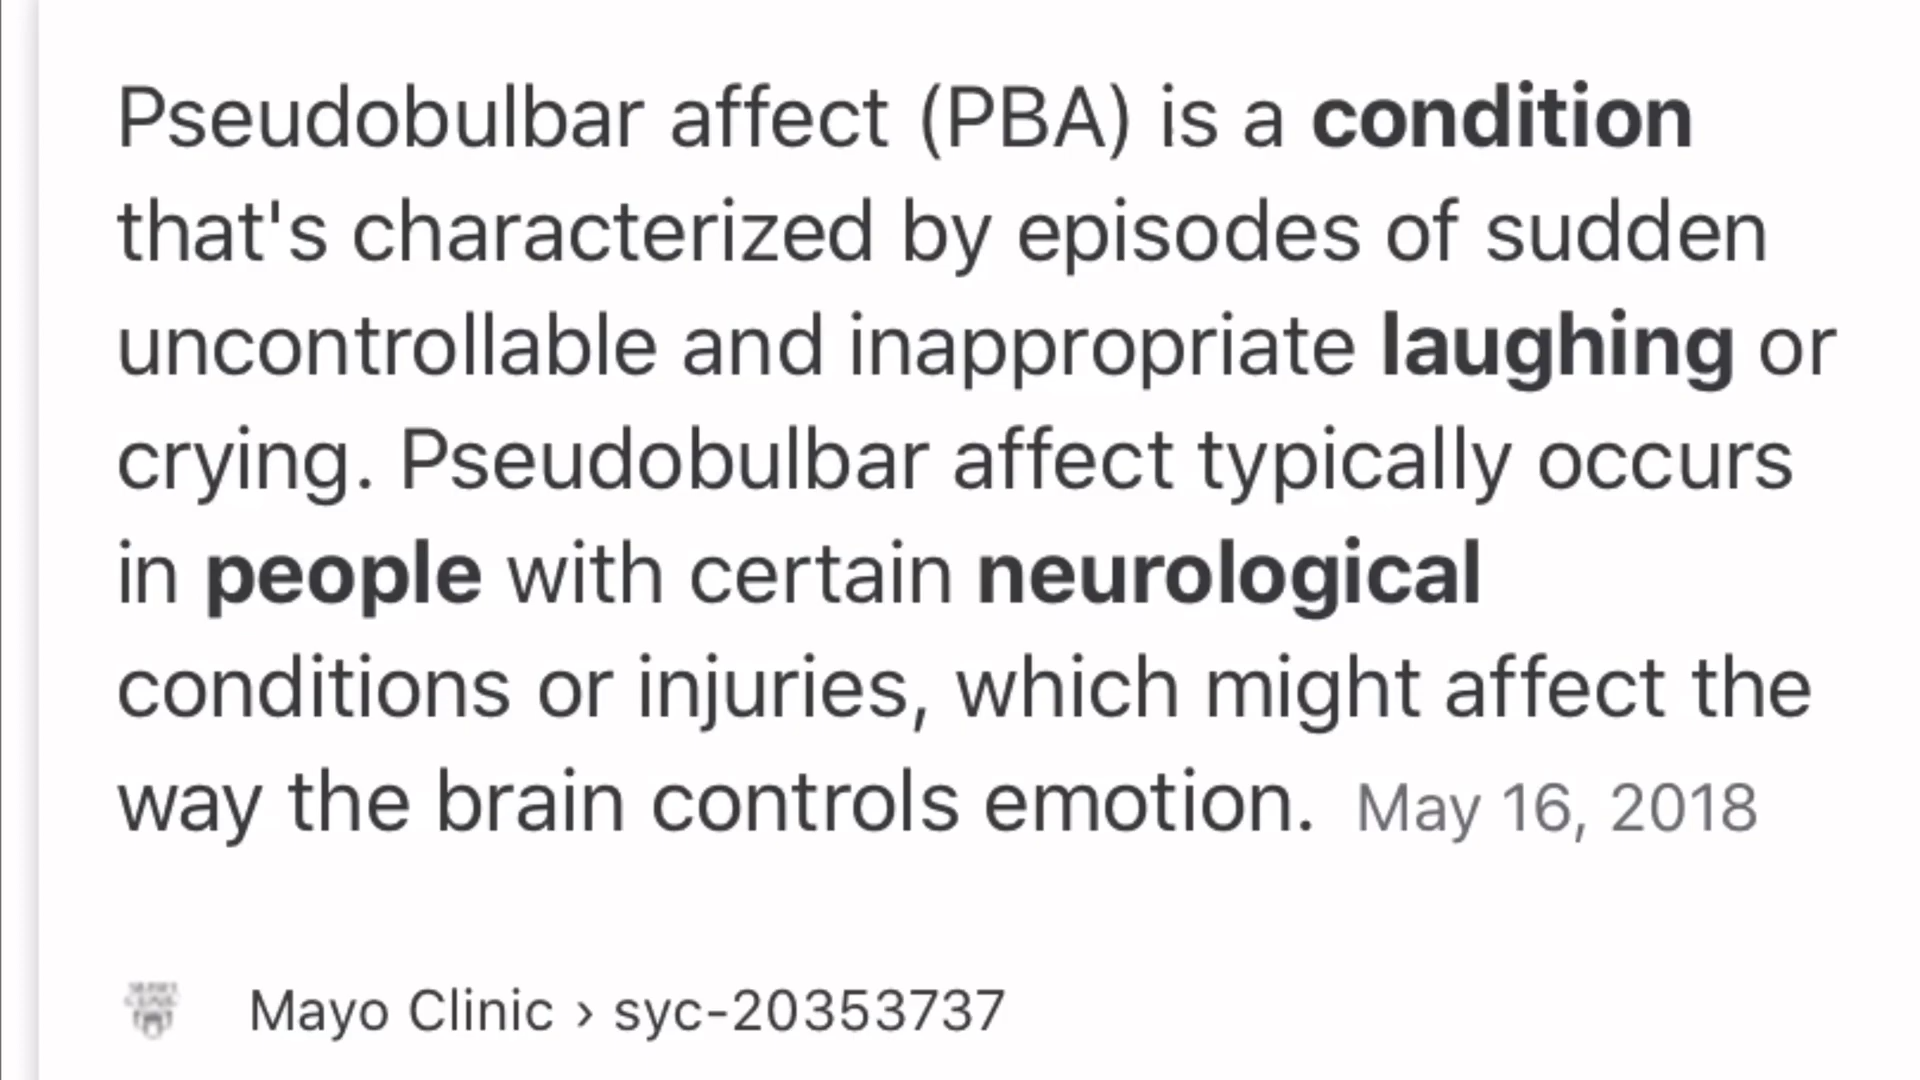 Pseudobulbar affect (PBA) is a condition
that's characterized by episodes of sudden
uncontrollable and inappropriate laughing or
crying. Pseudobulbar affect typically occurs
in people with certain neurological
conditions or injuries, which might affect the
way the brain controls emotion. May 16, 2018
Mayo Clinic › syc-20353737